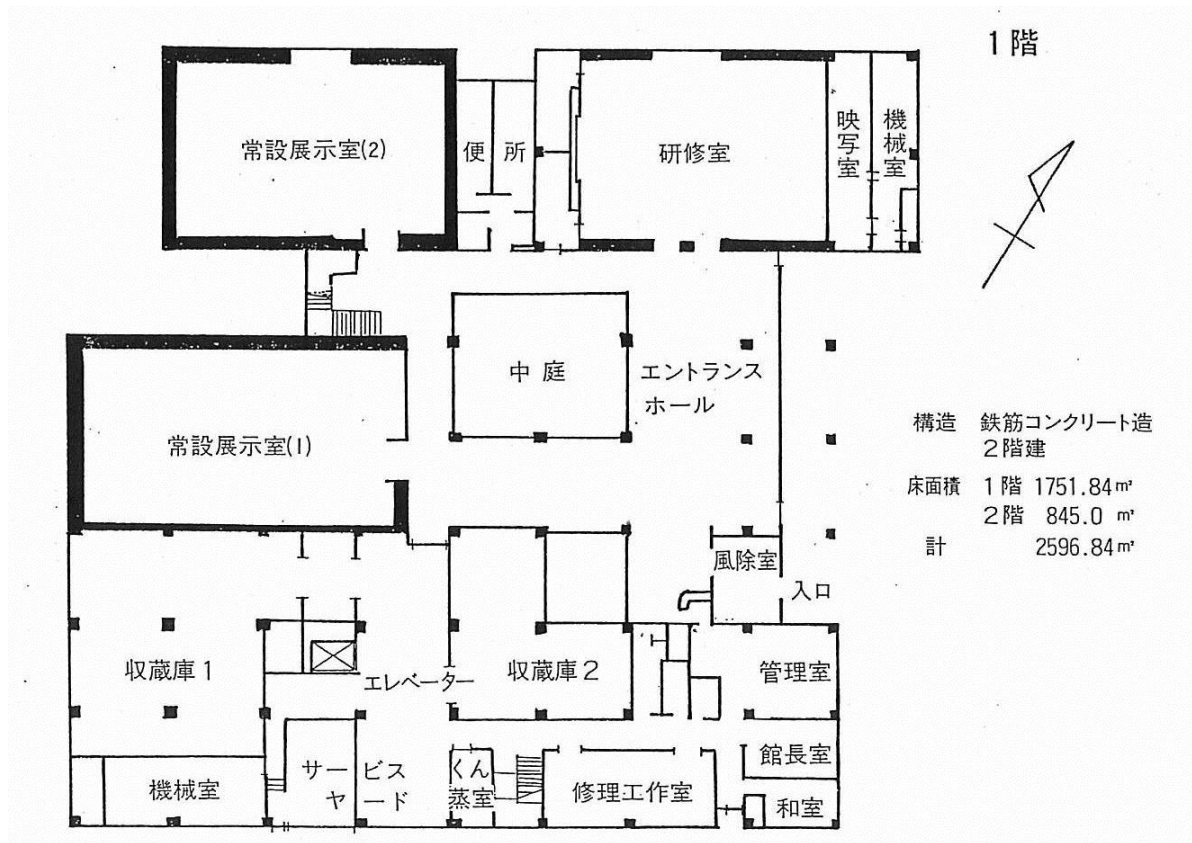 1階
常設展示室(2)
便所
研修室
映写室
機械室
中庭
エントランス
ホール
常設展示室(1)
構造 鉄筋コンクリート造
2階建
床面積 1階 1751.84㎡
2階 845.0 ㎡
計 2596.84㎡
風除室
入口
収蔵庫1
エレベーター
収蔵庫2
管理室
館長室
機械室
サービス
ヤード
くん
蒸室
修理工作室
和室